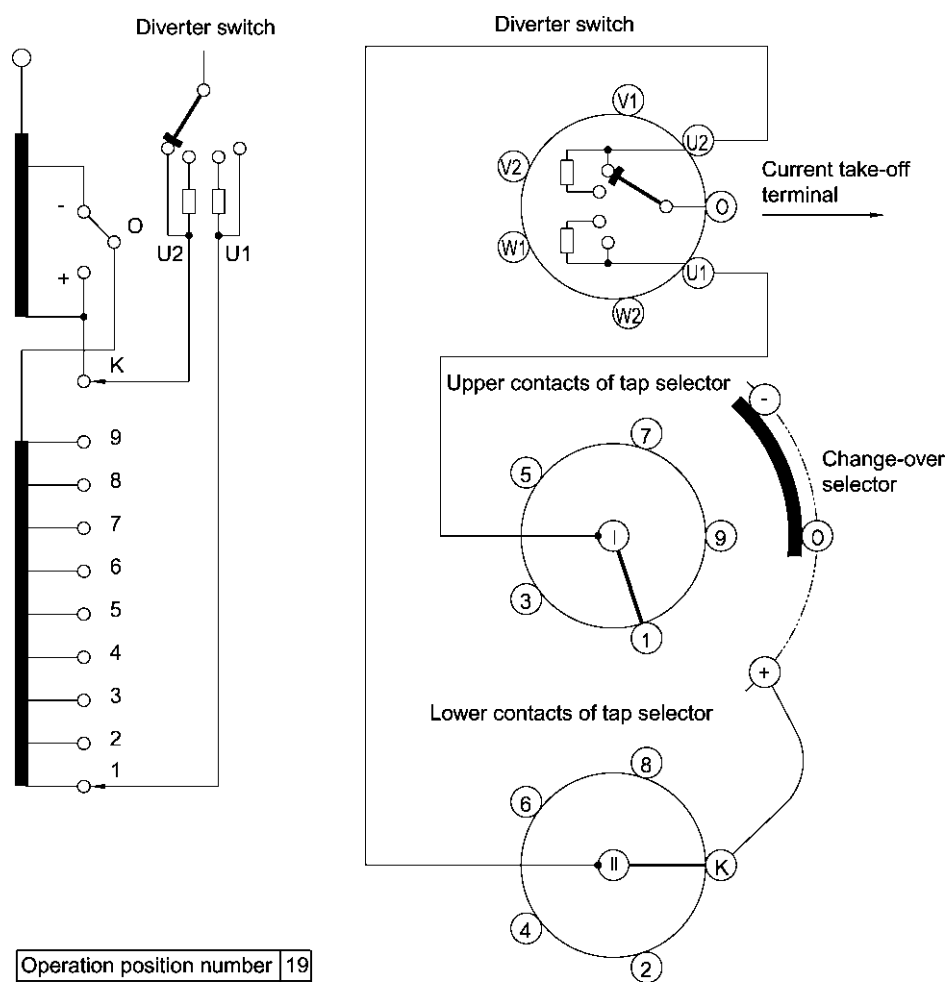 Diverter switch
-
O
+
U2
U1
K
9
8
7
6
5
4
3
2
1
Operation position number 19
Diverter switch
V1
U2
V2
O
Current take-off
terminal
W1
U1
W2
Upper contacts of tap selector
-
7
5
Change-over
selector
I
9
O
3
1
+
Lower contacts of tap selector
8
6
II
K
4
2